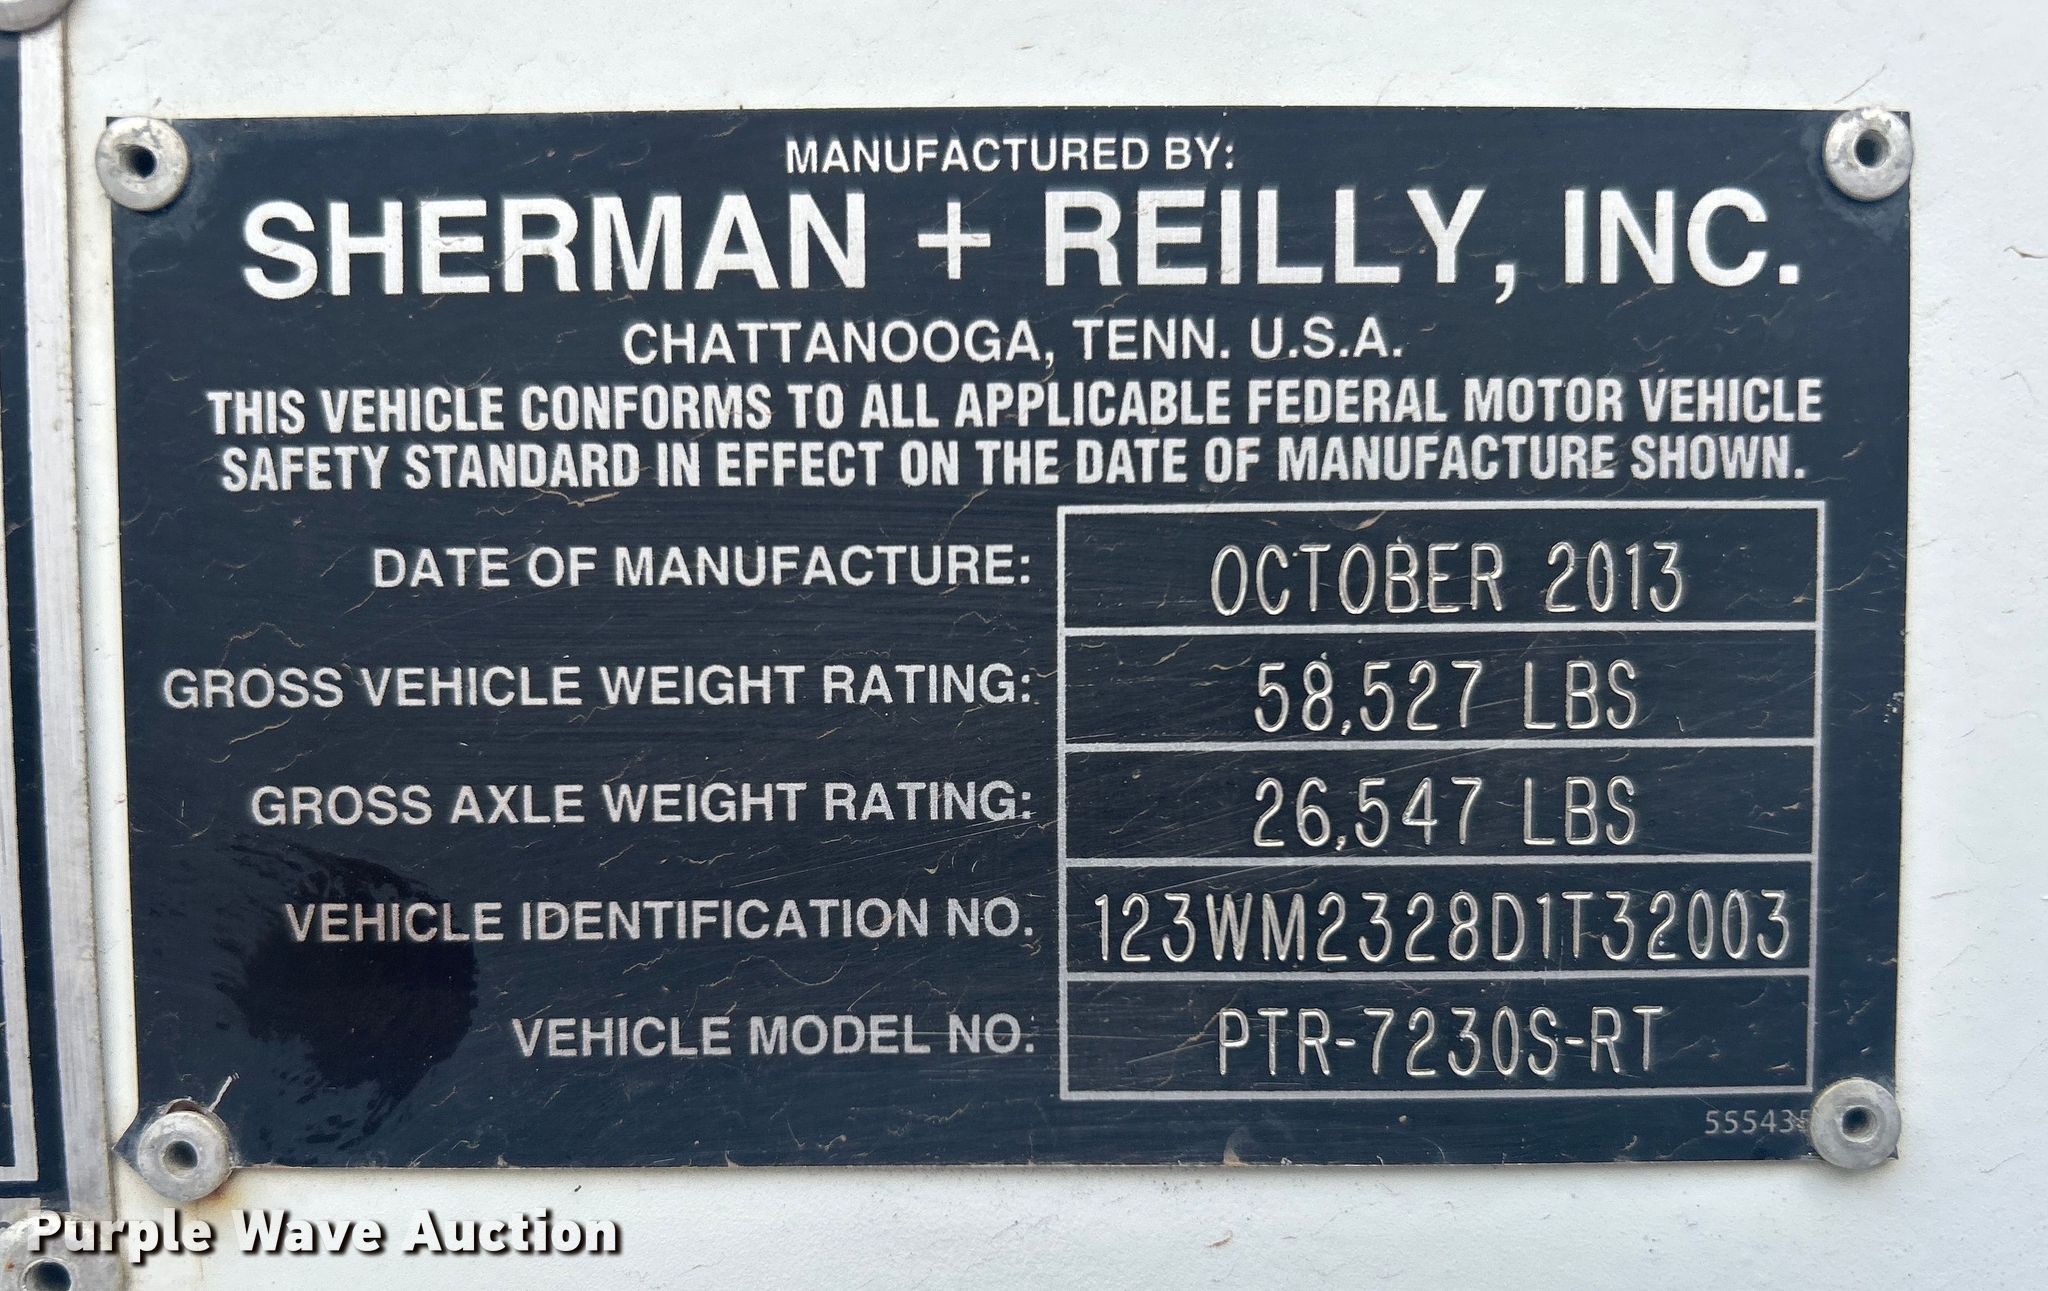 MANUFACTURED BY:
SHERMAN + REILLY, INC.
CHATTANOOGA, TENN. U.S.A.
THIS VEHICLE CONFORMS TO ALL APPLICABLE FEDERAL MOTOR VEHICLE
SAFETY STANDARD IN EFFECT ON THE DATE OF MANUFACTURE SHOWN.
DATE OF MANUFACTURE: OCTOBER 2013
GROSS VEHICLE WEIGHT RATING: 58,527 LBS
GROSS AXLE WEIGHT RATING: 26,547 LBS
VEHICLE IDENTIFICATION NO. 123WM2328D1T32003
VEHICLE MODEL NO: PTR-7230S-RT
Purple Wave Auction